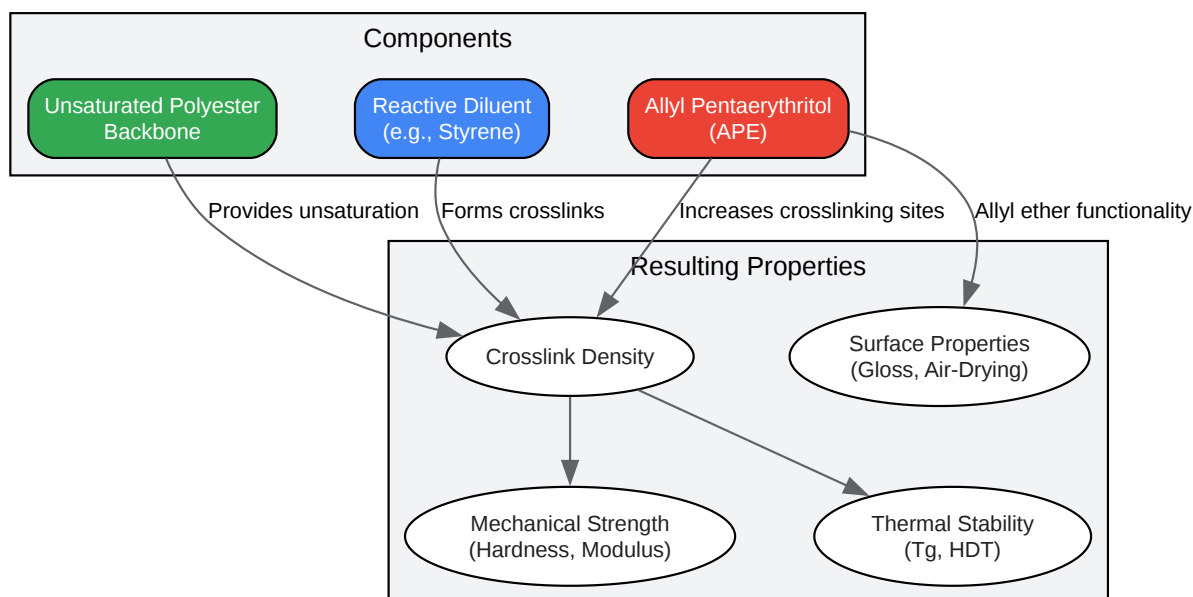 Components
Unsaturated Polyester
Backbone
Reactive Diluent
(e.g., Styrene)
Allyl Pentaerythritol
(APE)
Provides unsaturation
Forms crosslinks
Increases crosslinking sites
Allyl ether functionality
Resulting Properties
Crosslink Density
Surface Properties
(Gloss, Air-Drying)
Mechanical Strength
(Hardness, Modulus)
Thermal Stability
(Tg, HDT)